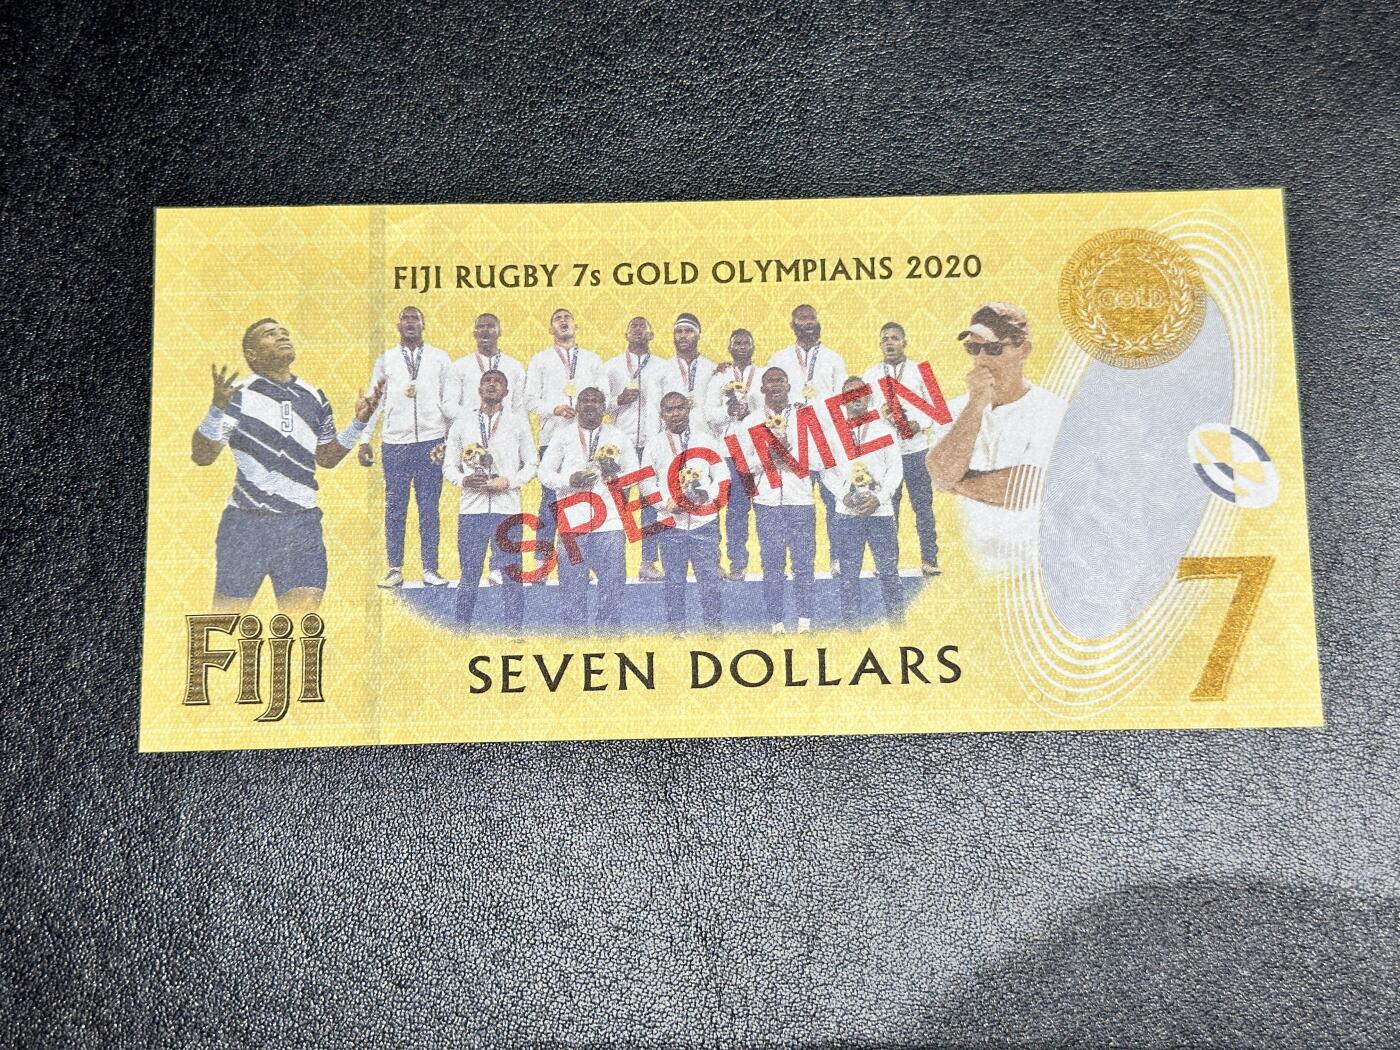 FIJI RUGBY 7s GOLD OLYMPIANS 2020
GOLD
9
SPECIMEN
7
Fiji
SEVEN DOLLARS